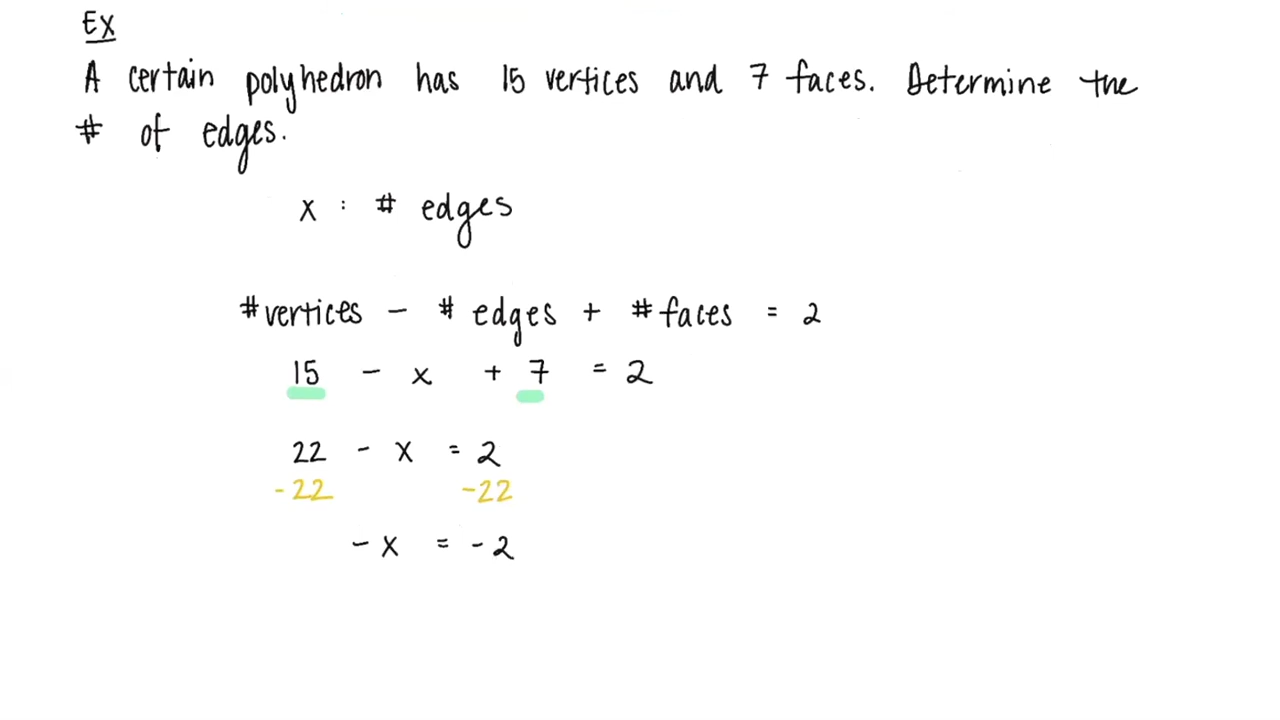 Ex
A certain polyhedron has 15 vertices and 7 faces. Determine the
# of edges.
x : # edges
#vertices - # edges + #faces = 2
15 - x + 7 = 2
22 - x = 2
-22 -22
- x = -2